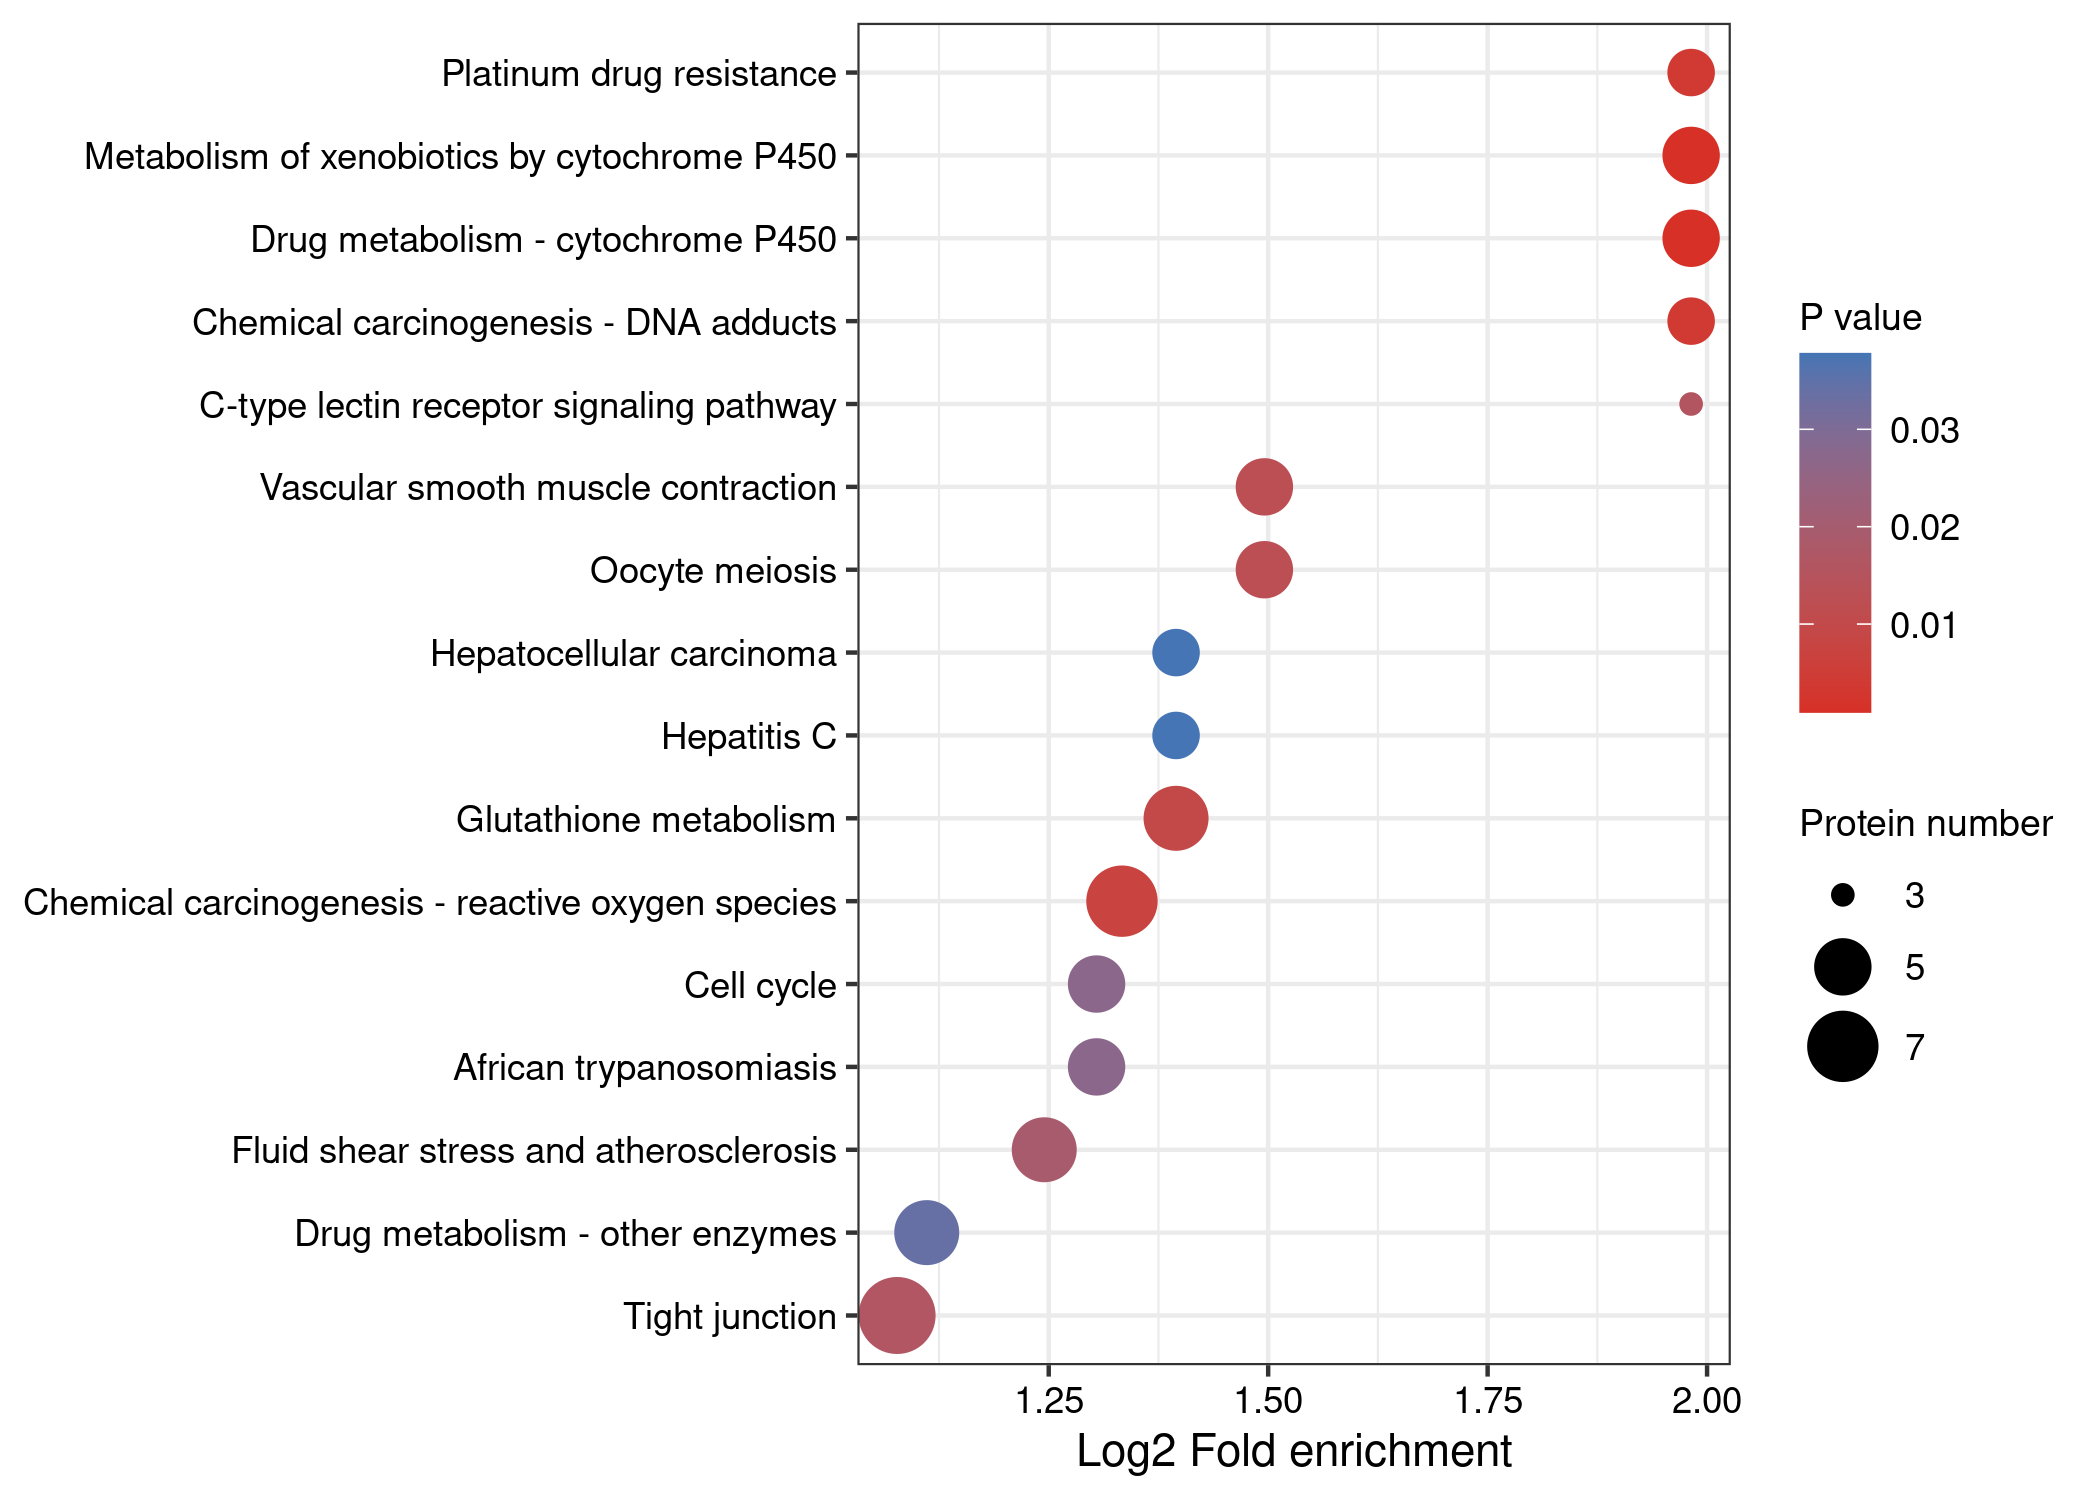 Platinum drug resistance
Metabolism of xenobiotics by cytochrome P450
Drug metabolism - cytochrome P450
Chemical carcinogenesis - DNA adducts
C-type lectin receptor signaling pathway
Vascular smooth muscle contraction
Oocyte meiosis
Hepatocellular carcinoma
Hepatitis C
Glutathione metabolism
Chemical carcinogenesis - reactive oxygen species
Cell cycle
African trypanosomiasis
Fluid shear stress and atherosclerosis
Drug metabolism - other enzymes
Tight junction
1.25 1.50 1.75 2.00
Log2 Fold enrichment
P value
0.03
0.02
0.01
Protein number
3
5
7